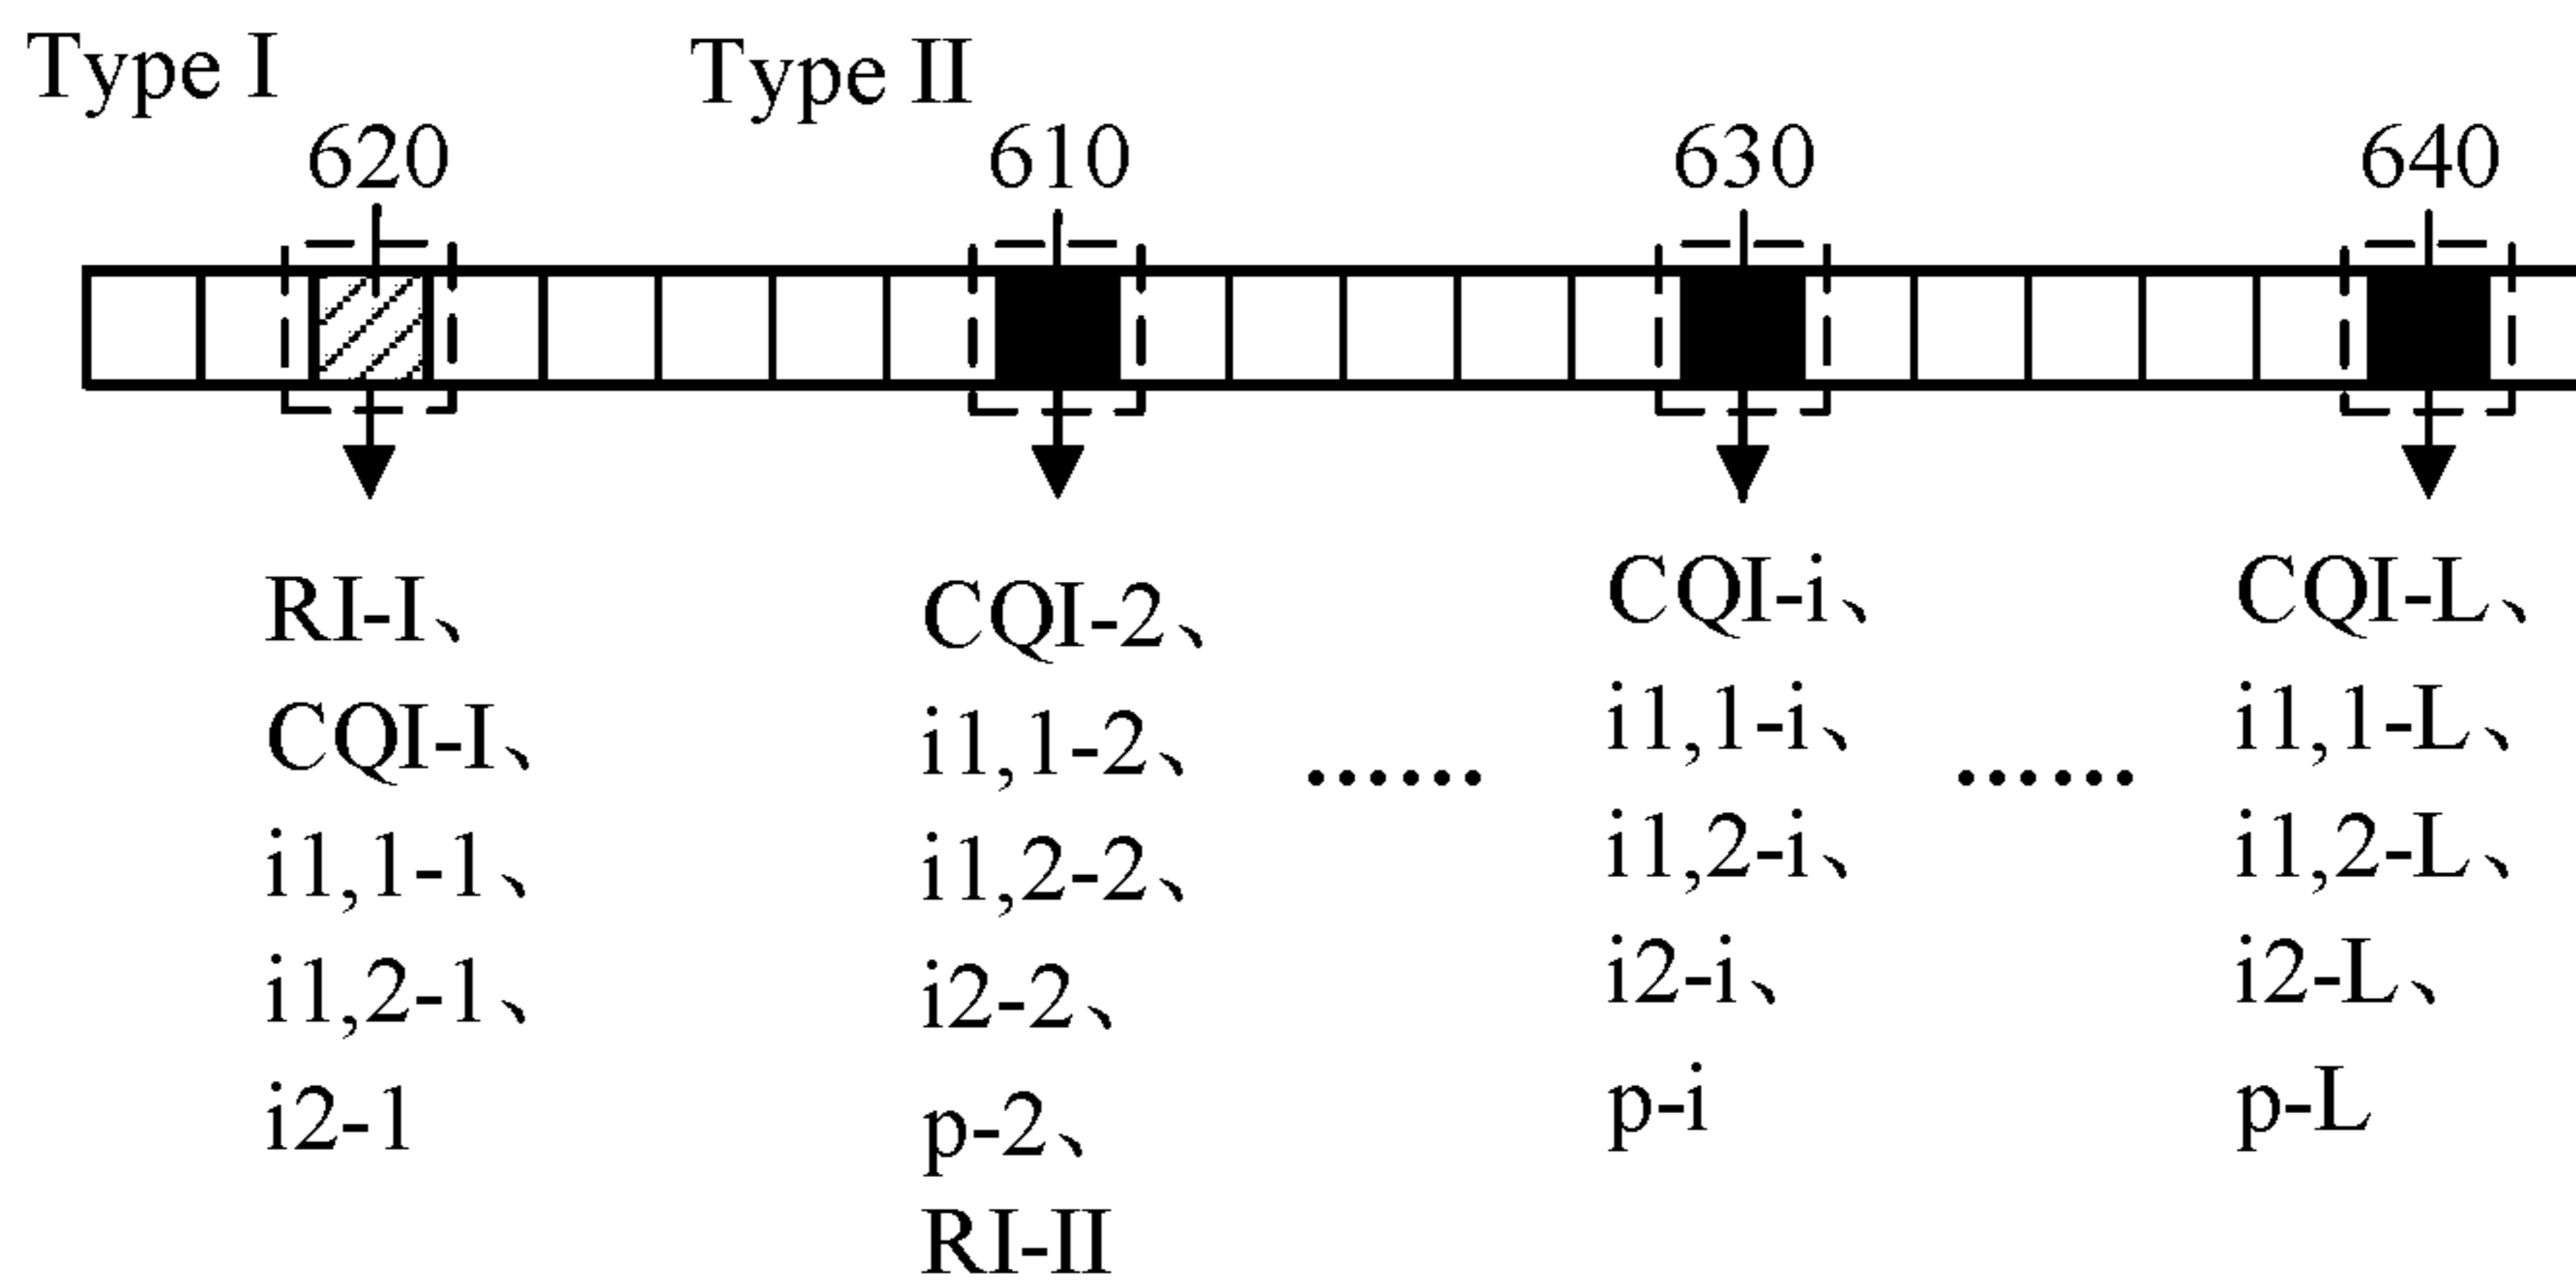 Type I
Type II
620
610
630
640
RI-I、
CQI-I、
i1,1-1、
i1,2-1、
i2-1
CQI-2、
i1,1-2、
i1,2-2、
i2-2、
p-2、
RI-II
......
CQI-i、
i1,1-i、
i1,2-i、
i2-i、
p-i
......
CQI-L、
i1,1-L、
i1,2-L、
i2-L、
p-L